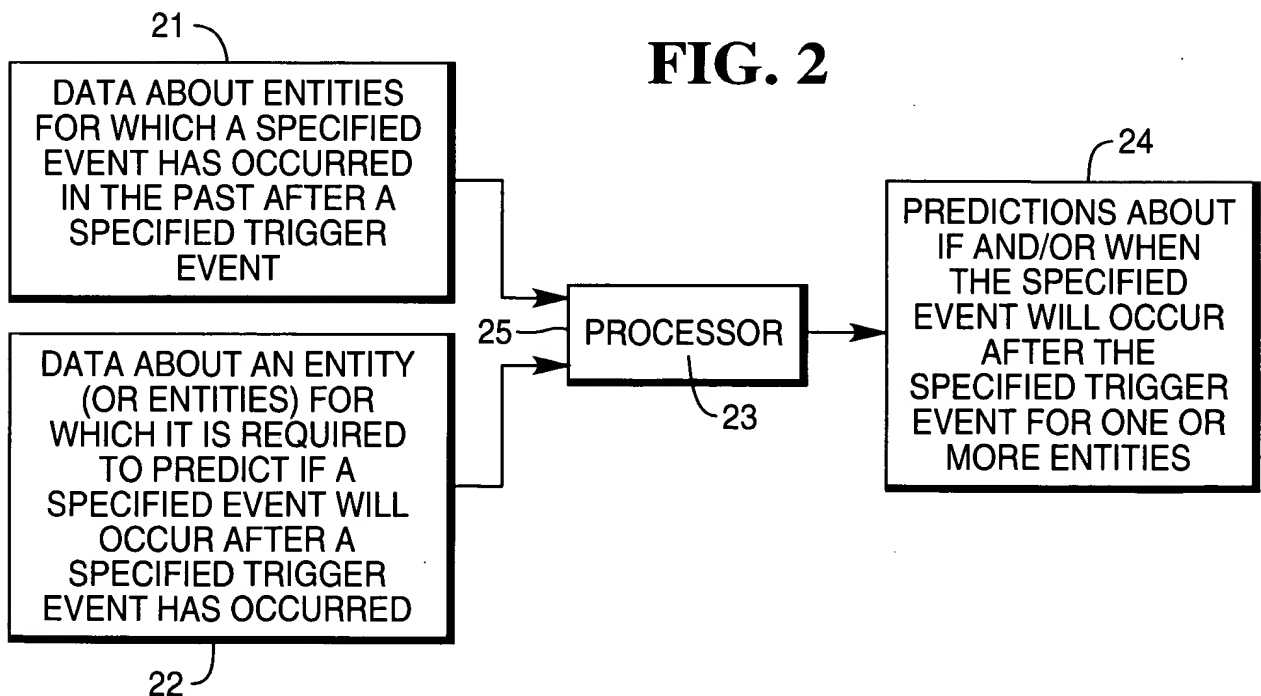 FIG. 2
21
DATA ABOUT ENTITIES
FOR WHICH A SPECIFIED
EVENT HAS OCCURRED
IN THE PAST AFTER A
SPECIFIED TRIGGER
EVENT
DATA ABOUT AN ENTITY
(OR ENTITIES) FOR
WHICH IT IS REQUIRED
TO PREDICT IF A
SPECIFIED EVENT WILL
OCCUR AFTER A
SPECIFIED TRIGGER
EVENT HAS OCCURRED
22
25
PROCESSOR
23
24
PREDICTIONS ABOUT
IF AND/OR WHEN
THE SPECIFIED
EVENT WILL OCCUR
AFTER THE
SPECIFIED TRIGGER
EVENT FOR ONE OR
MORE ENTITIES